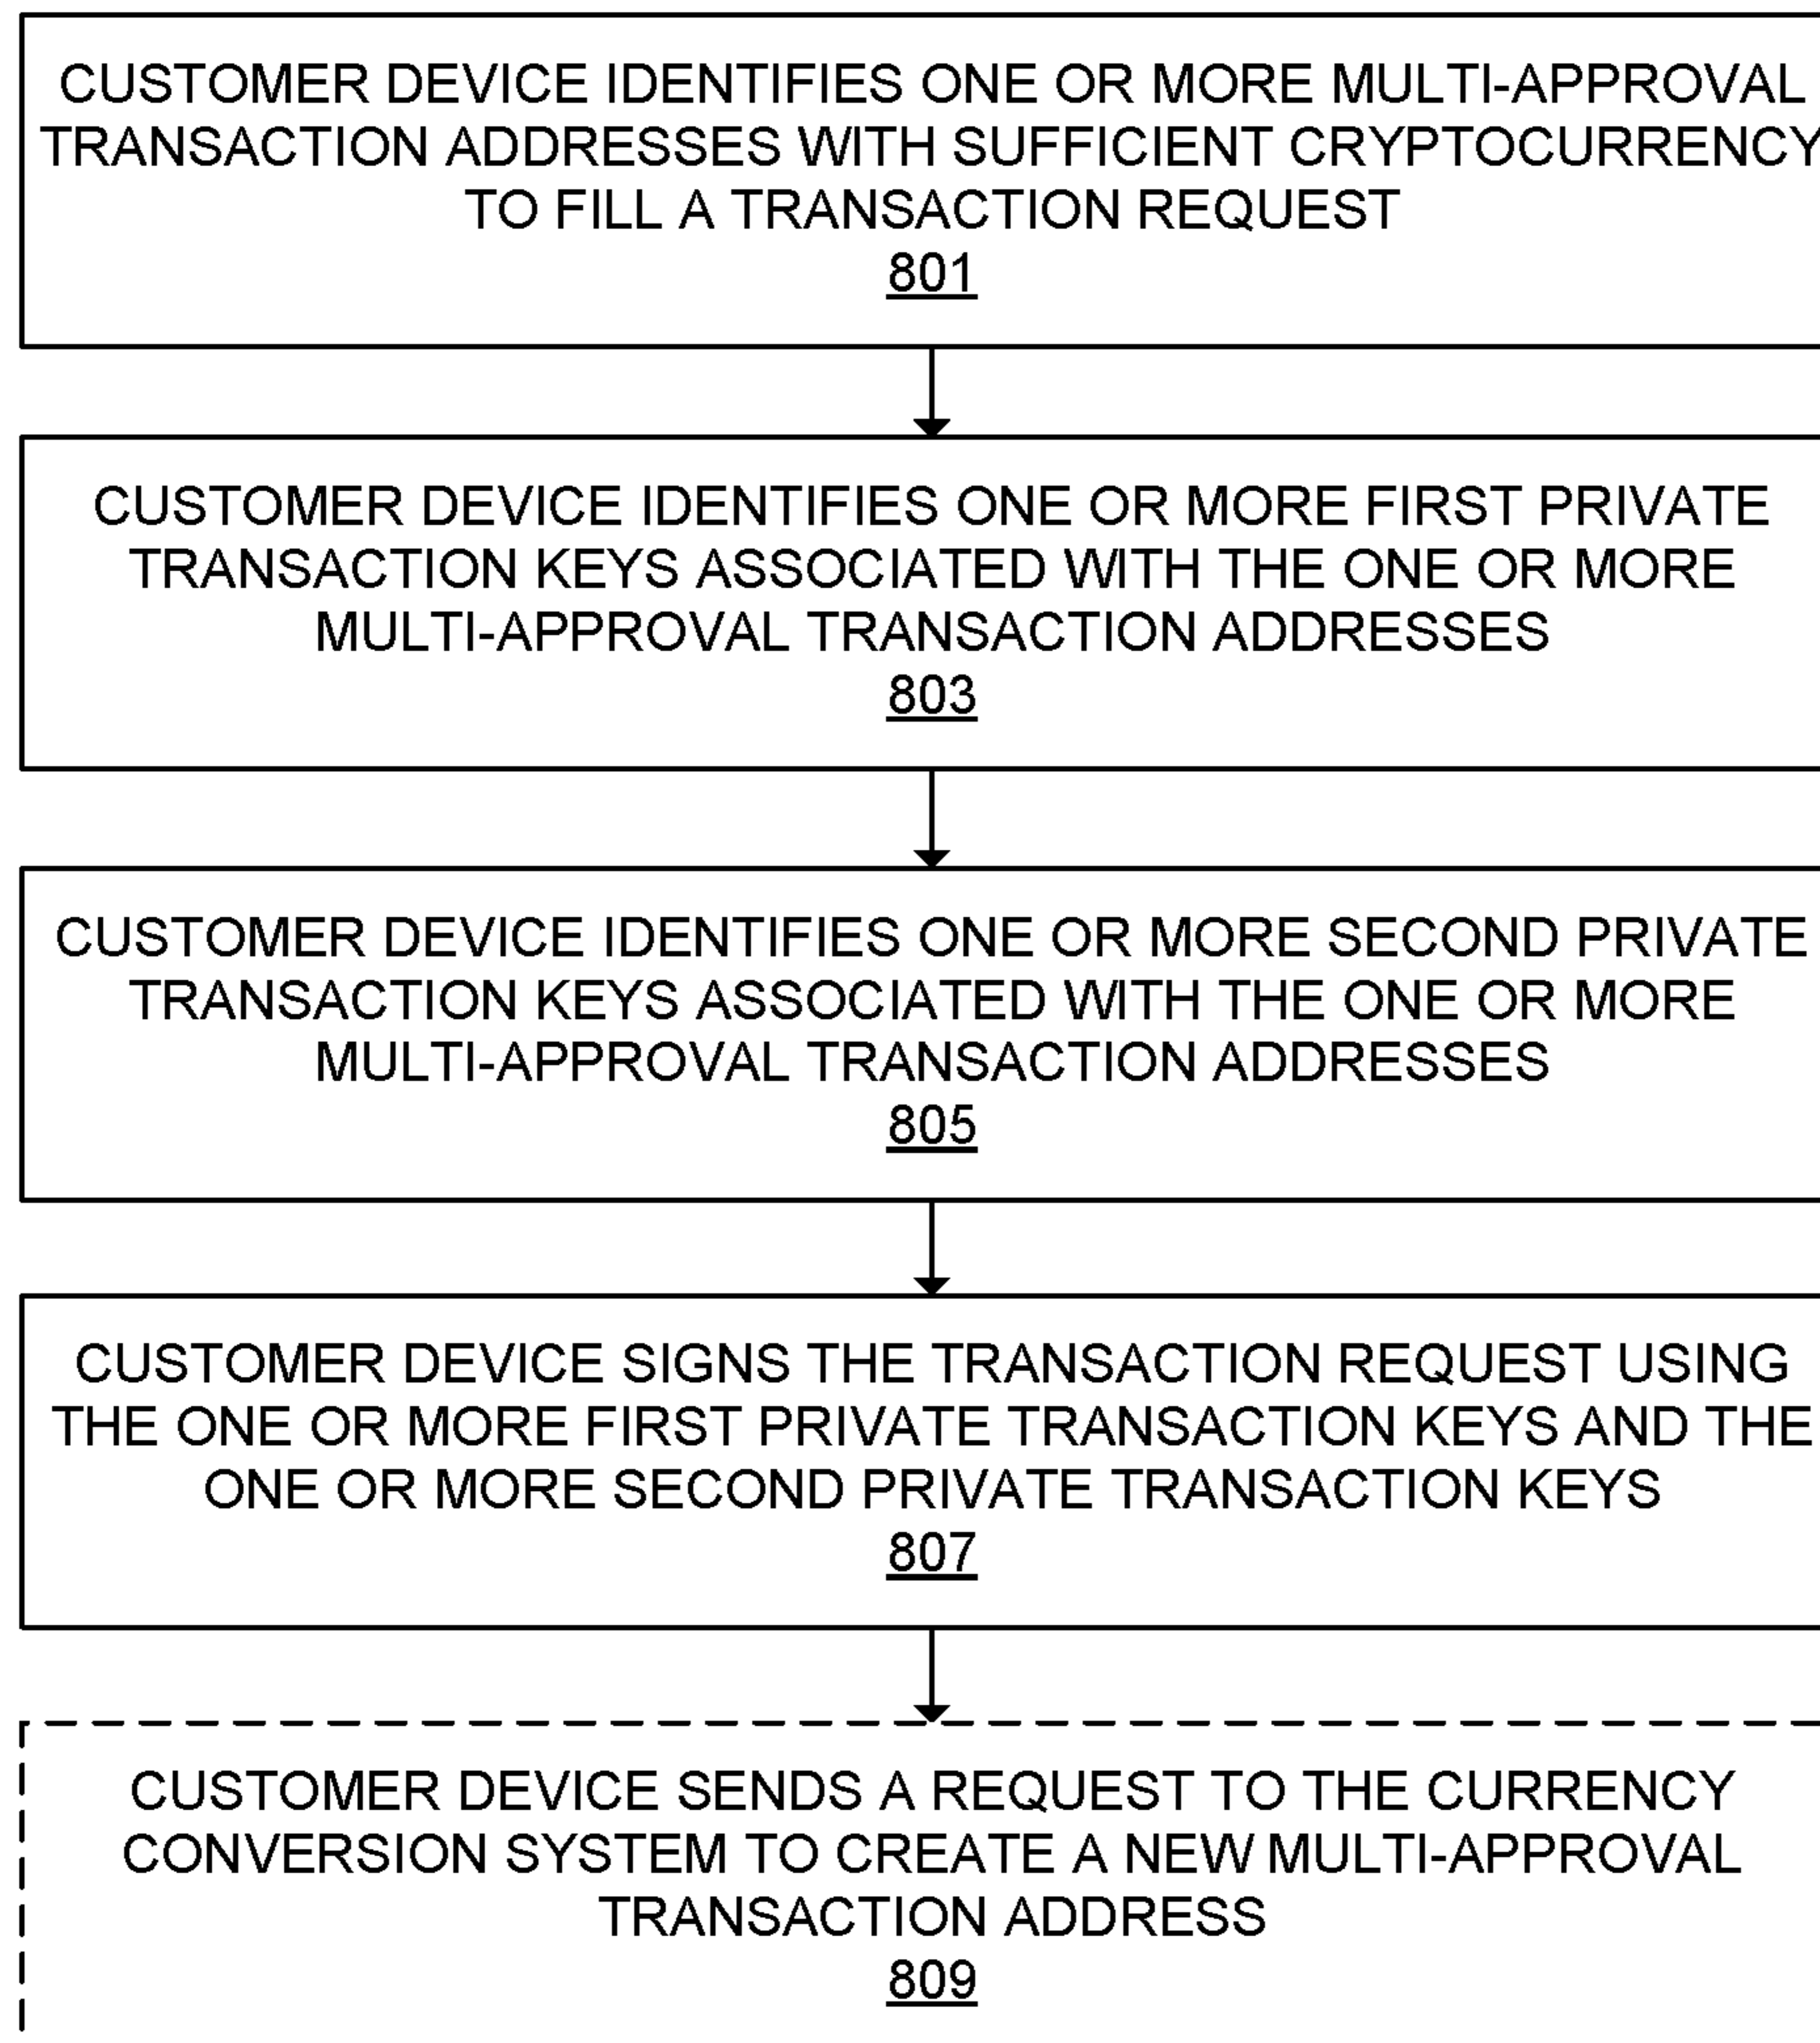 CUSTOMER DEVICE IDENTIFIES ONE OR MORE MULTI-APPROVAL
TRANSACTION ADDRESSES WITH SUFFICIENT CRYPTOCURRENCY
TO FILL A TRANSACTION REQUEST
801
CUSTOMER DEVICE IDENTIFIES ONE OR MORE FIRST PRIVATE
TRANSACTION KEYS ASSOCIATED WITH THE ONE OR MORE
MULTI-APPROVAL TRANSACTION ADDRESSES
803
CUSTOMER DEVICE IDENTIFIES ONE OR MORE SECOND PRIVATE
TRANSACTION KEYS ASSOCIATED WITH THE ONE OR MORE
MULTI-APPROVAL TRANSACTION ADDRESSES
805
CUSTOMER DEVICE SIGNS THE TRANSACTION REQUEST USING
THE ONE OR MORE FIRST PRIVATE TRANSACTION KEYS AND THE
ONE OR MORE SECOND PRIVATE TRANSACTION KEYS
807
CUSTOMER DEVICE SENDS A REQUEST TO THE CURRENCY
CONVERSION SYSTEM TO CREATE A NEW MULTI-APPROVAL
TRANSACTION ADDRESS
809